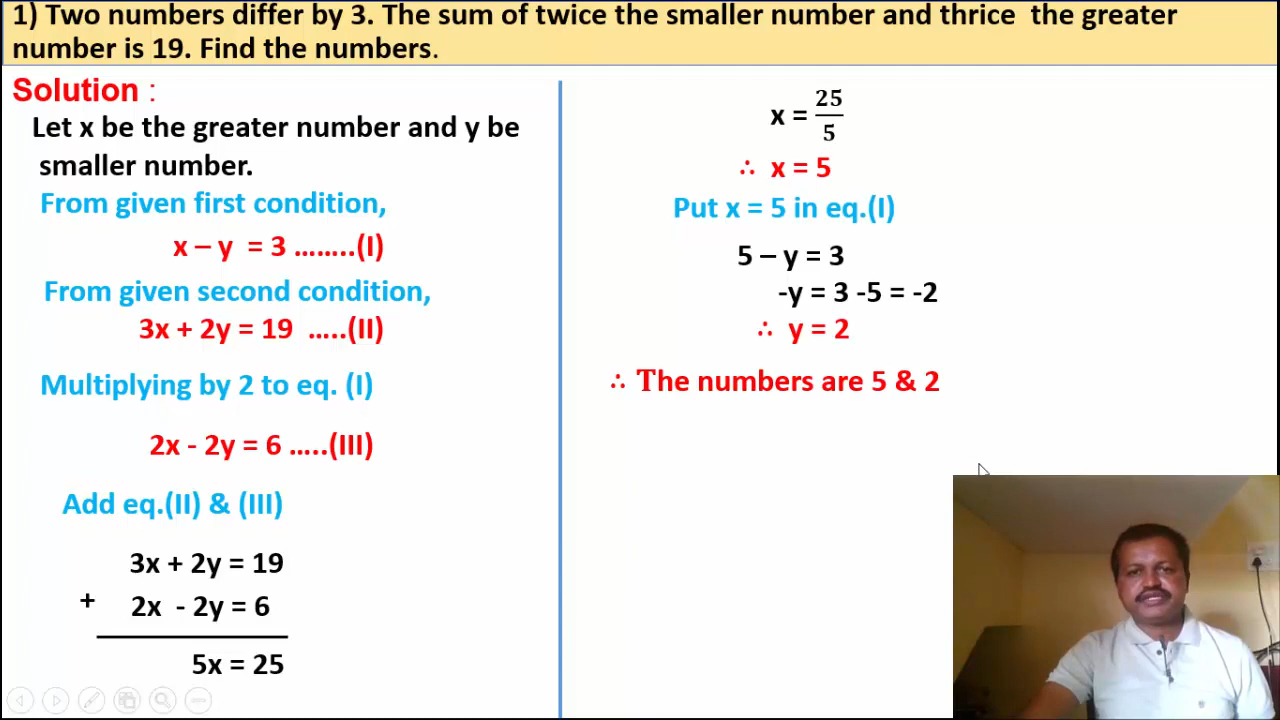 1) Two numbers differ by 3. The sum of twice the smaller number and thrice the greater
number is 19. Find the numbers.
Solution :
Let x be the greater number and y be
smaller number.
From given first condition,
x – y = 3 ……..(I)
From given second condition,
3x + 2y = 19 …..(II)
Multiplying by 2 to eq. (I)
2x - 2y = 6 …..(III)
Add eq.(II) & (III)
3x + 2y = 19
+ 2x - 2y = 6
5x = 25
x = 25/5
∴ x = 5
Put x = 5 in eq.(I)
5 – y = 3
-y = 3 -5 = -2
∴ y = 2
∴ The numbers are 5 & 2